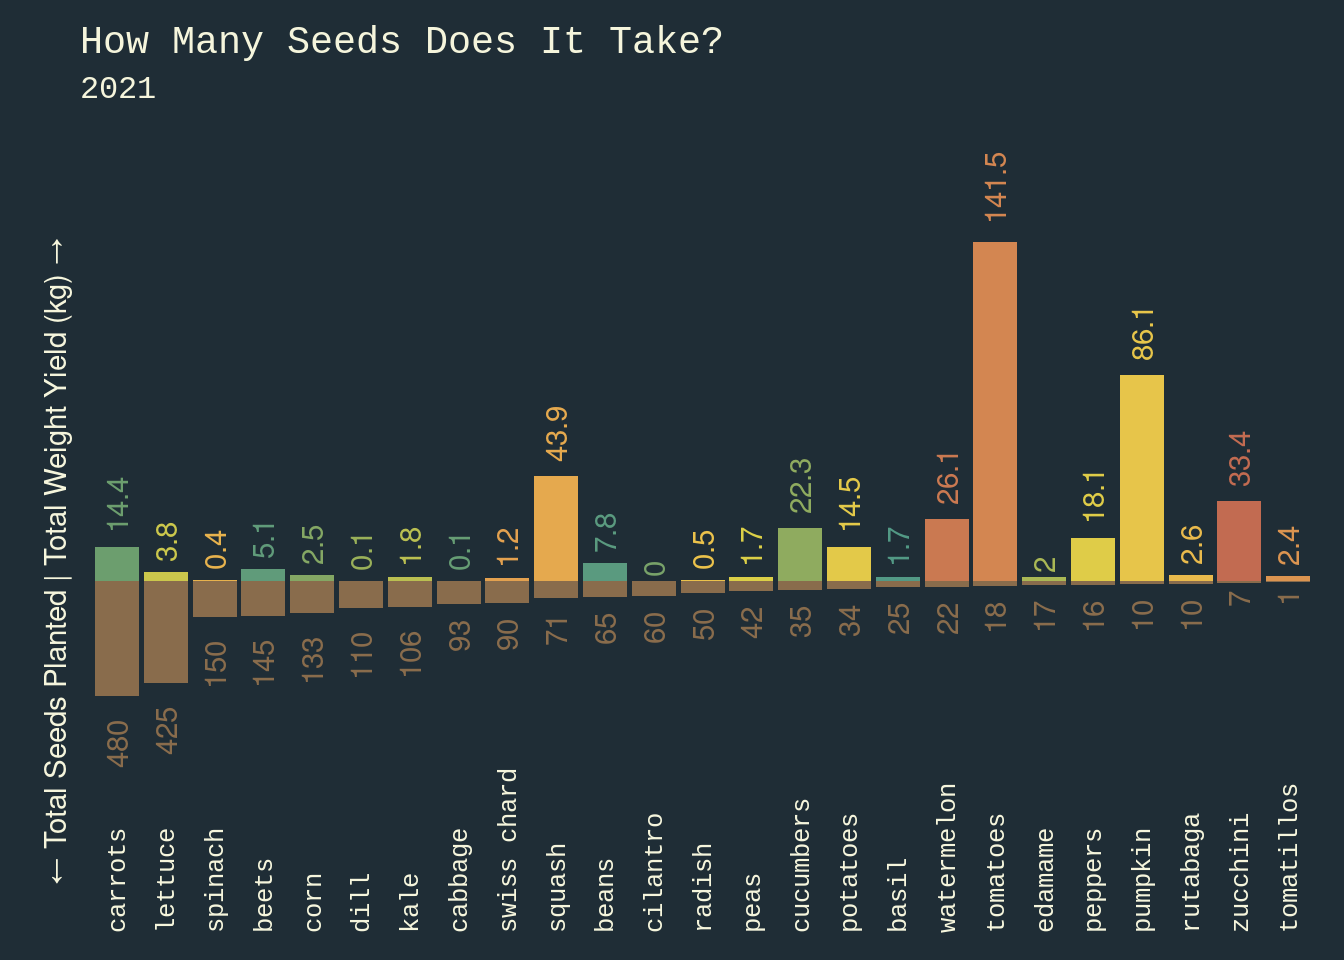 How Many Seeds Does It Take?
2021
← Total Seeds Planted | Total Weight Yield (kg) →
14.4
3.8
0.4
5.1
2.5
0.1
1.8
0.1
1.2
43.9
7.8
0
0.5
1.7
22.3
14.5
1.7
26.1
141.5
2
18.1
86.1
2.6
33.4
2.4
480
425
150
145
133
110
106
93
90
71
65
60
50
42
35
34
25
22
18
17
16
10
10
7
1
carrots
lettuce
spinach
beets
corn
dill
kale
cabbage
swiss chard
squash
beans
cilantro
radish
peas
cucumbers
potatoes
basil
watermelon
tomatoes
edamame
peppers
pumpkin
rutabaga
zucchini
tomatillos